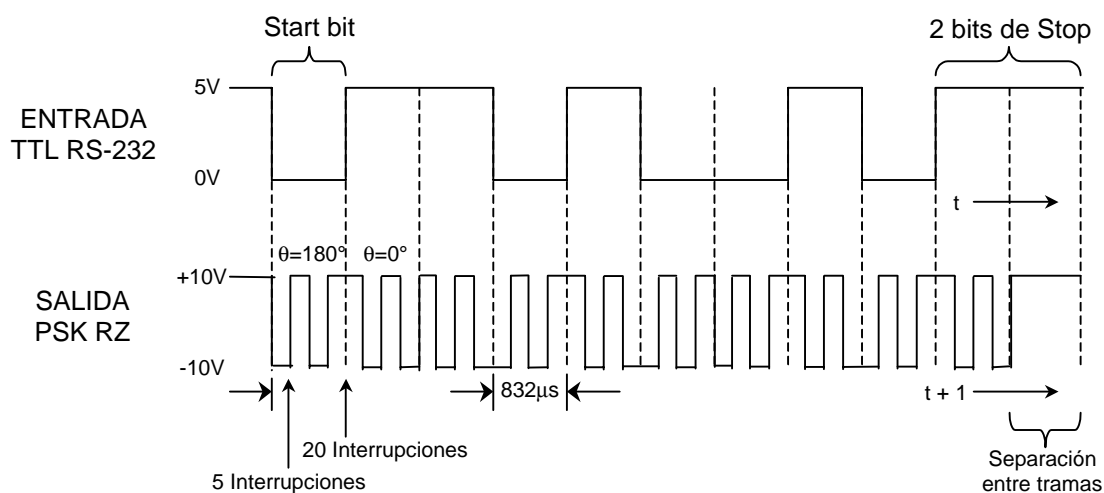 Start bit
2 bits de Stop
5V
ENTRADA
TTL RS-232
0V
t
θ=180°
θ=0°
+10V
SALIDA
PSK RZ
-10V
832μs
t + 1
20 Interrupciones
5 Interrupciones
Separación
entre tramas